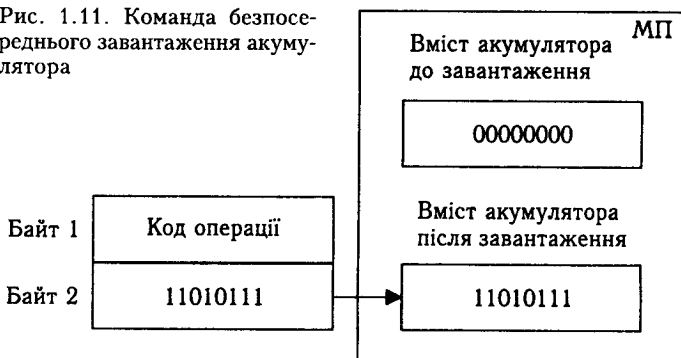 Рис. 1.11. Команда безпосе-
реднього завантаження акуму-
лятора
МП
Вміст акумулятора
до завантаження
00000000
Байт 1
Код операції
Вміст акумулятора
після завантаження
Байт 2
11010111
11010111